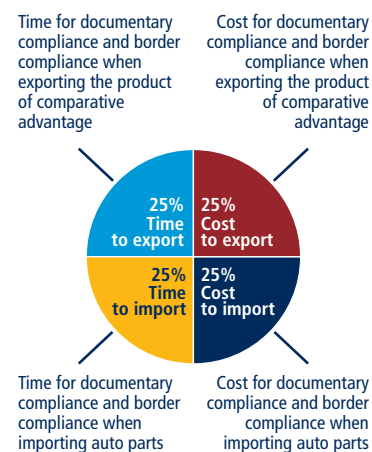 Time for documentary
compliance and border
compliance when
exporting the product
of comparative
advantage
Cost for documentary
compliance and border
compliance when
exporting the product
of comparative
advantage
25%
Time
to export
25%
Cost
to export
25%
Time
to import
25%
Cost
to import
Time for documentary
compliance and border
compliance when
importing auto parts
Cost for documentary
compliance and border
compliance when
importing auto parts